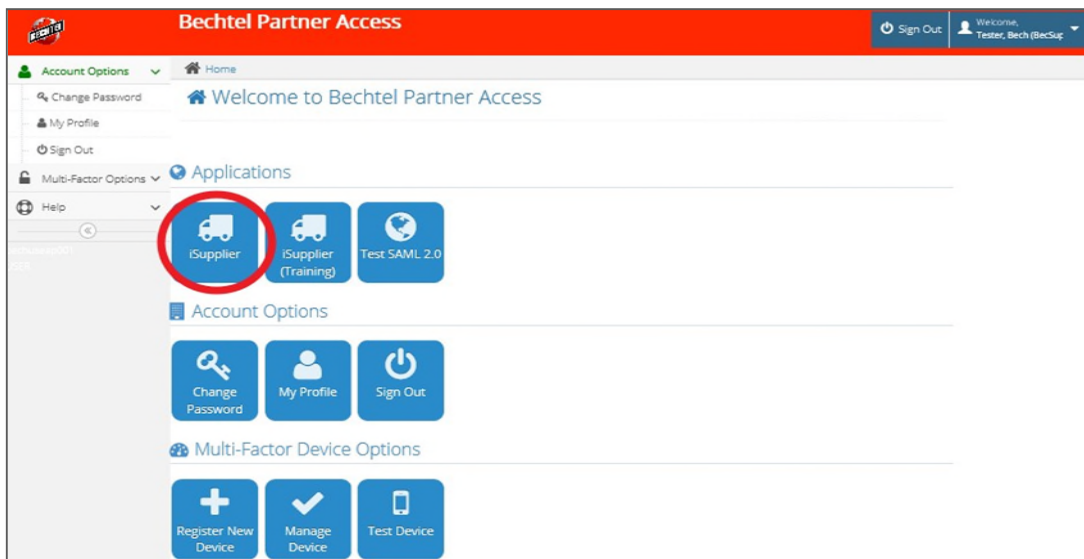 BECHTEL
Bechtel Partner Access
Sign Out
Welcome,
Tester, Bech (BecSup
Account Options
Change Password
My Profile
Sign Out
Multi-Factor Options
Help
Home
Welcome to Bechtel Partner Access
Applications
iSupplier
iSupplier
(Training)
Test SAML 2.0
Account Options
Change
Password
My Profile
Sign Out
Multi-Factor Device Options
Register New
Device
Manage
Device
Test Device